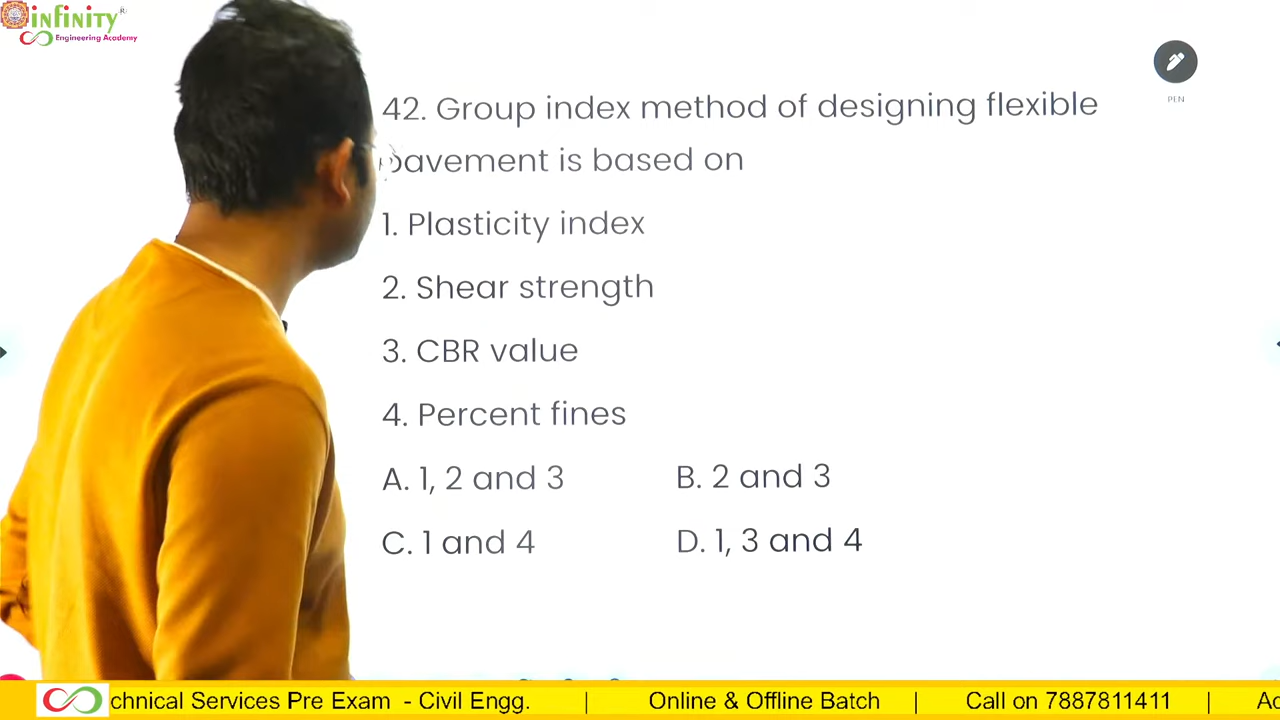 infinity
Engineering Academy
PEN
42. Group index method of designing flexible
pavement is based on
1. Plasticity index
2. Shear strength
3. CBR value
4. Percent fines
A. 1, 2 and 3
B. 2 and 3
C. 1 and 4
D. 1, 3 and 4
chnical Services Pre Exam - Civil Engg. | Online & Offline Batch | Call on 7887811411 |